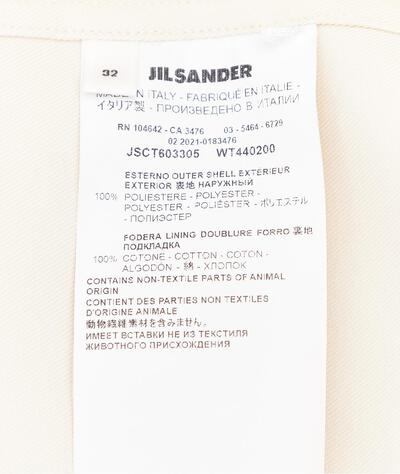 32
JILSANDER
MADE IN ITALY - FABRIQUÉ EN ITALIE -
イタリア製 - ПРОИЗВЕДЕНО В ИТАЛИИ
RN 104642 - CA 3476 03 - 5464 - 6729
02 2021-0183476
JSCT603305 WT440200
ESTERNO OUTER SHELL EXTÉRIEUR
EXTERIOR 裏地 НАРУЖНЫЙ
100% POLIESTERE - POLYESTER -
POLYESTER - POLIÉSTER - ポリエステル
- ПОЛИЭСТЕР
FODERA LINING DOUBLURE FORRO 裏地
ПОДКЛАДКА
100% COTONE - COTTON - COTON -
ALGODÓN - 綿 - ХЛОПОК
CONTAINS NON-TEXTILE PARTS OF ANIMAL
ORIGIN
CONTIENT DES PARTIES NON TEXTILES
D'ORIGINE ANIMALE
動物繊維素材を含みません。
ИМЕЕТ ВСТАВКИ НЕ ИЗ ТЕКСТИЛЯ
ЖИВОТНОГО ПРОИСХОЖДЕНИЯ